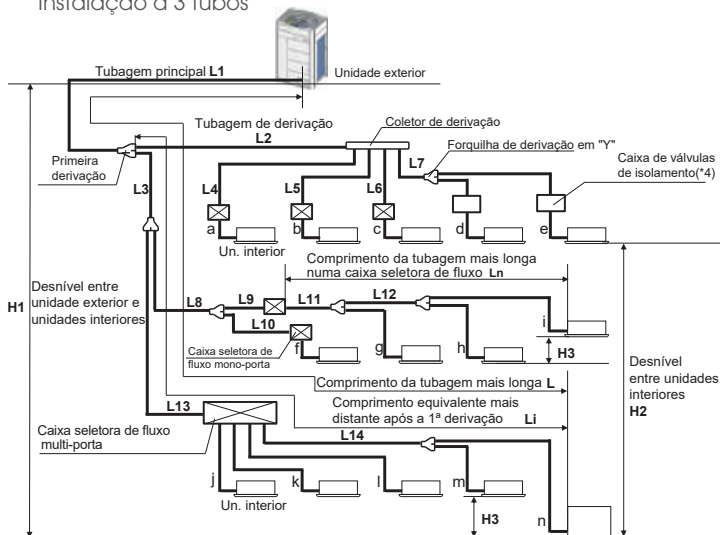 Instalação a 3 tubos
Tubagem principal L1
Unidade exterior
Tubagem de derivação
L2
Coletor de derivação
L7
Forquilha de derivação em "Y"
Caixa de válvulas
de isolamento(*4)
Primeira
derivação
L3
L4
L5
L6
a
b
c
d
e
Un. interior
Comprimento da tubagem mais longa
numa caixa seletora de fluxo Ln
H1
Desnível entre
unidade exterior e
unidades interiores
L8
L9
L11
L12
L10
i
Caixa seletora de
fluxo mono-porta
f
g
h
H3
Desnível
entre unidades
interiores
H2
Comprimento da tubagem mais longa L
Comprimento equivalente mais
distante após a 1ª derivação
Li
L13
Caixa seletora de fluxo
multi-porta
L14
j
k
l
m
Un. interior
H3
n